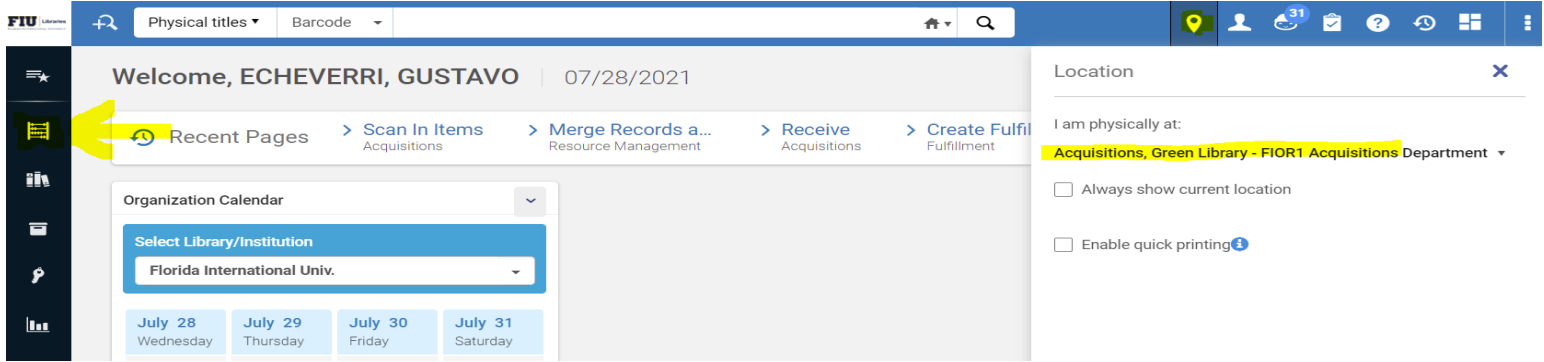 FIU Libraries
Physical titles
Barcode
31
Welcome, ECHEVERRI, GUSTAVO
07/28/2021
Recent Pages
Scan In Items
Acquisitions
Merge Records a...
Resource Management
Receive
Acquisitions
Create Fulfil
Fulfillment
Organization Calendar
Select Library/Institution
Florida International Univ.
July 28
Wednesday
July 29
Thursday
July 30
Friday
July 31
Saturday
Location
I am physically at:
Acquisitions, Green Library - FIOR1 Acquisitions Department
Always show current location
Enable quick printing